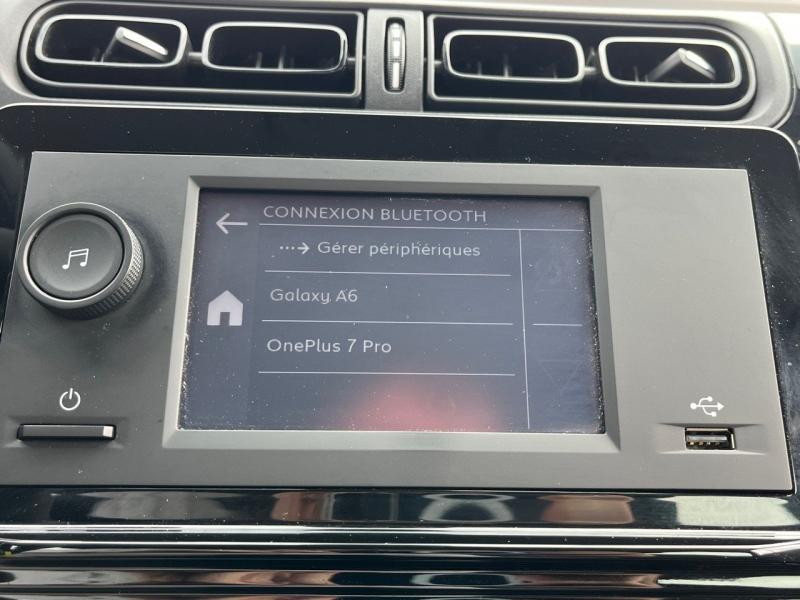 CONNEXION BLUETOOTH
Gérer périphériques
Galaxy A6
OnePlus 7 Pro